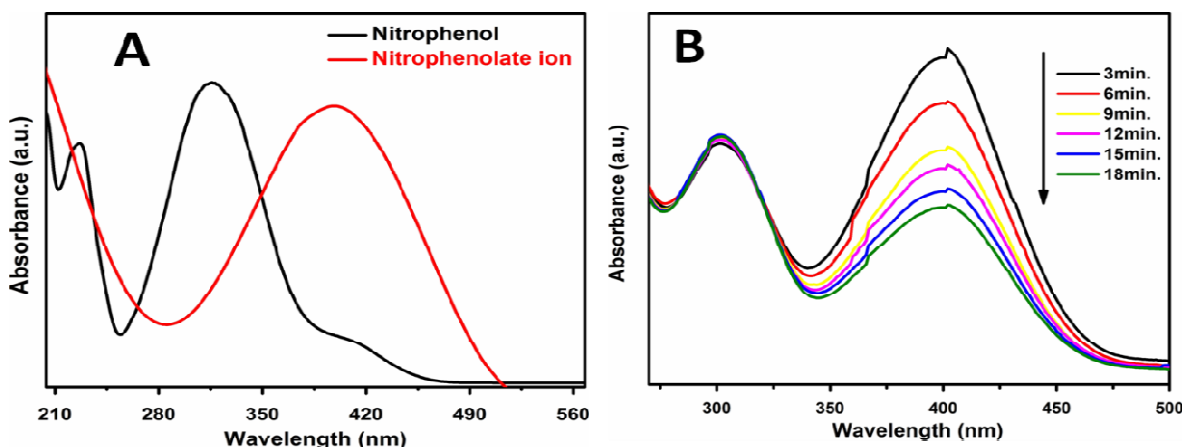 A
Nitrophenol
Nitrophenolate ion
Absorbance (a.u.)
210 280 350 420 490 560
Wavelength (nm)
B
3min.
6min.
9min.
12min.
15min.
18min.
Absorbance (a.u.)
300 350 400 450 500
Wavelength (nm)